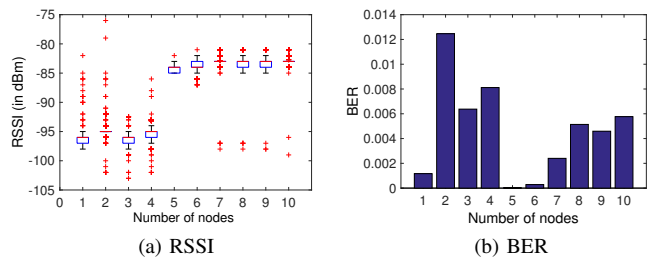 -75
-80
-85
-90
-95
-100
-105
RSSI (in dBm)
0 1 2 3 4 5 6 7 8 9 10
Number of nodes
(a) RSSI
0.014
0.012
0.01
0.008
0.006
0.004
0.002
0
BER
1 2 3 4 5 6 7 8 9 10
Number of nodes
(b) BER